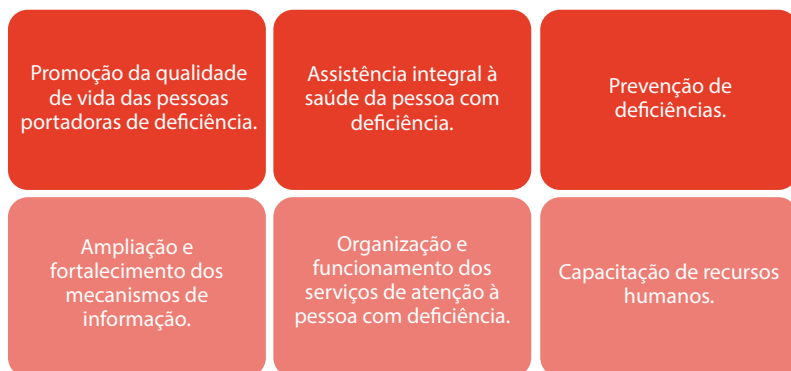 Promoção da qualidade
de vida das pessoas
portadoras de deficiência.
Assistência integral à
saúde da pessoa com
deficiência.
Prevenção de
deficiências.
Ampliação e
fortalecimento dos
mecanismos de
informação.
Organização e
funcionamento dos
serviços de atenção à
pessoa com deficiência.
Capacitação de recursos
humanos.